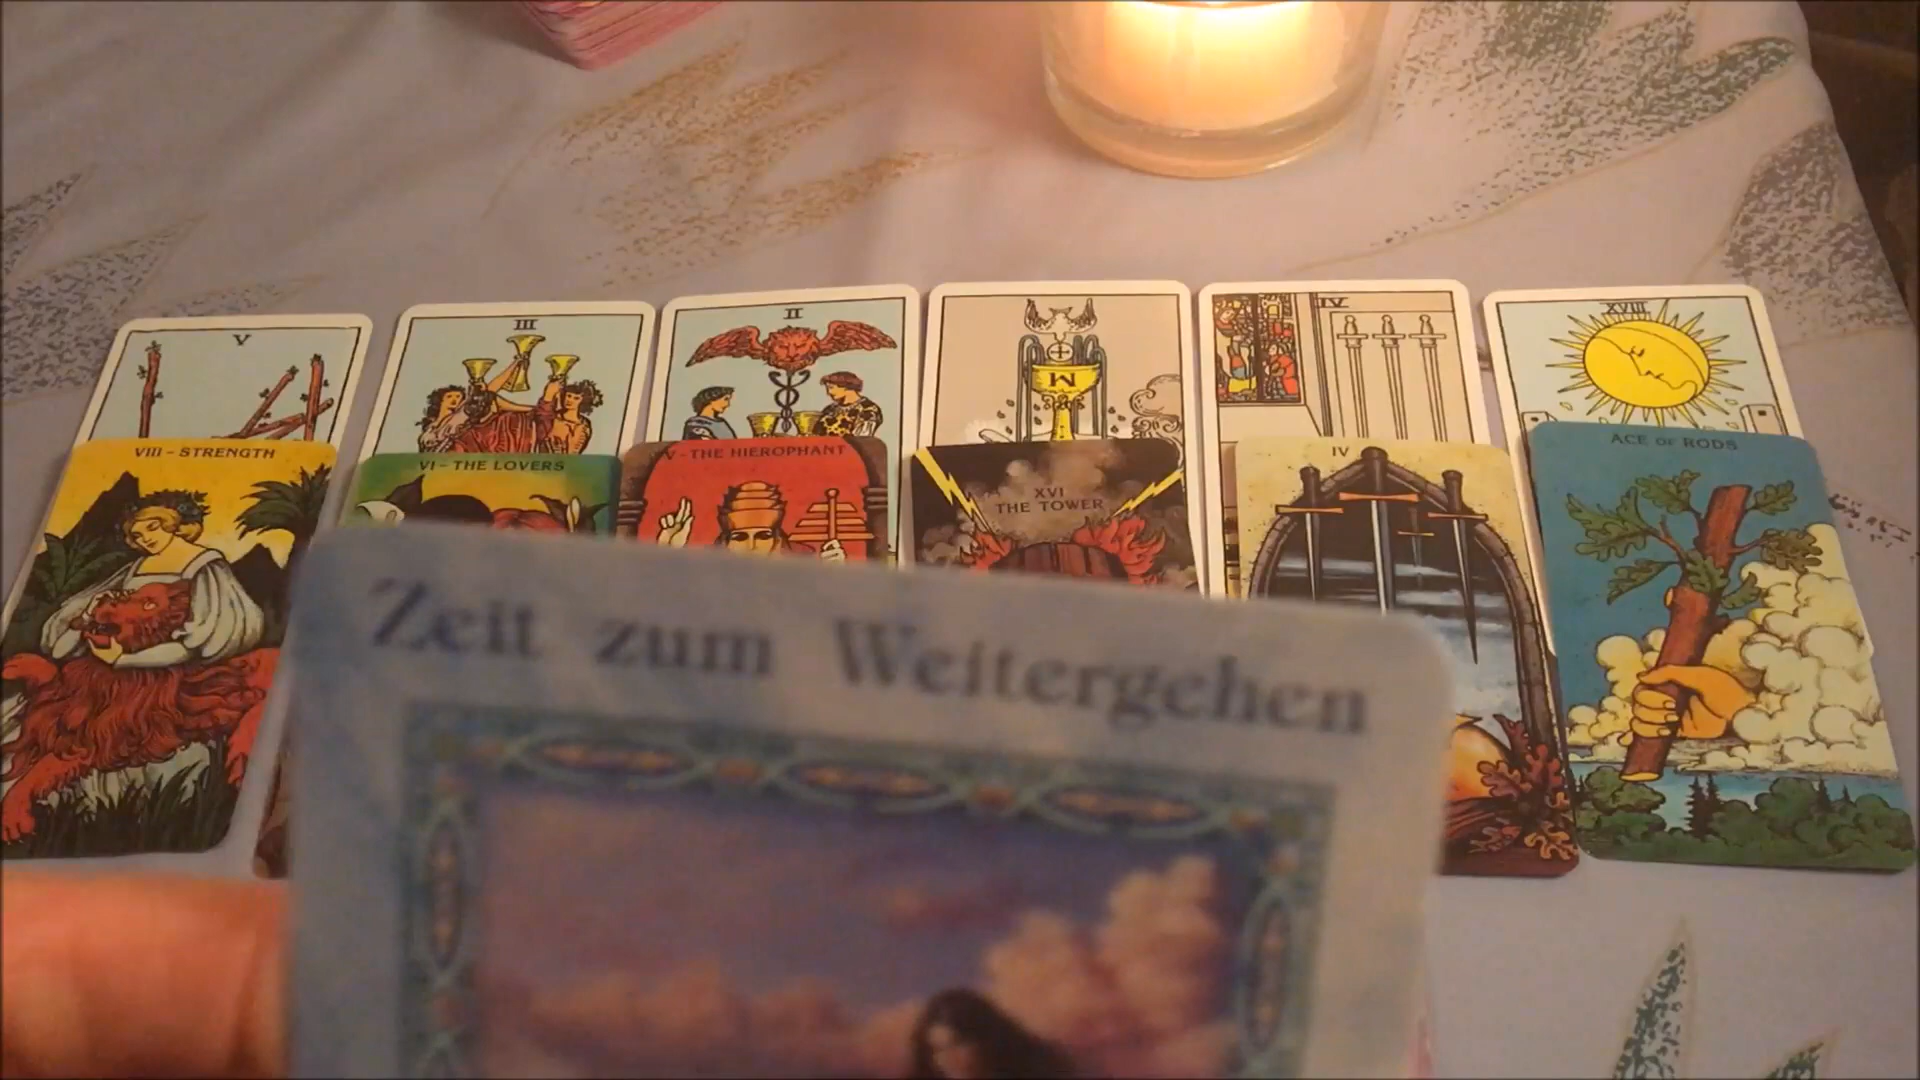 V
III
II
IV
XVIII
M
VIII - STRENGTH
VI - THE LOVERS
V - THE HIEROPHANT
XVI
THE TOWER
IV
ACE OF RODS
Zeit zum Weitergehen